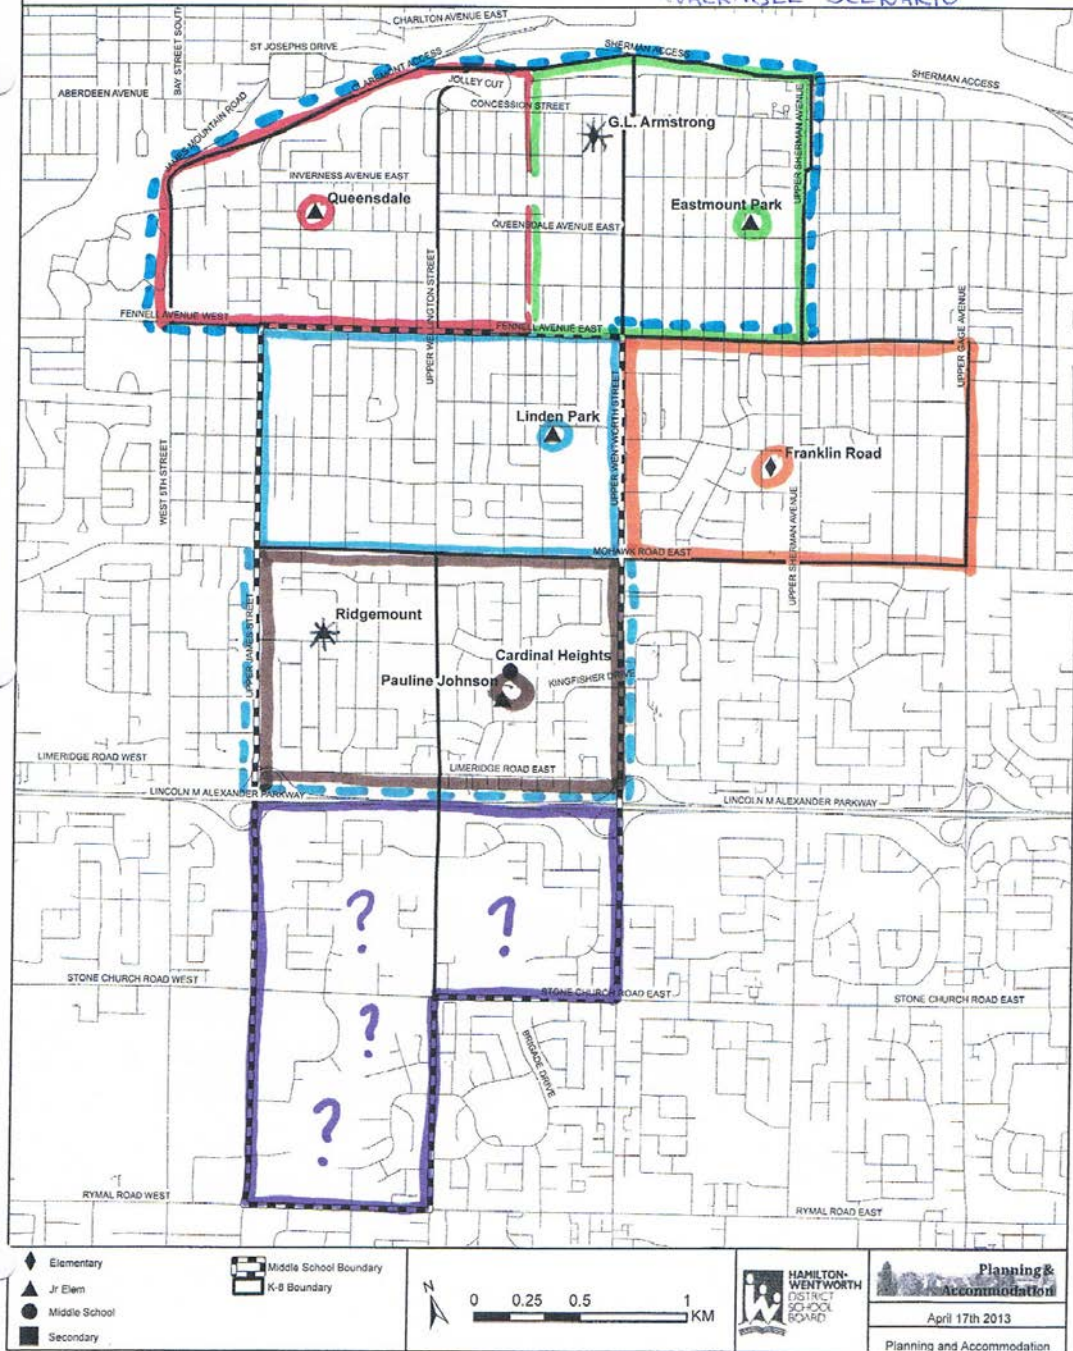 SCENARIO
CHARLTON AVENUE EAST
BAY STREET SOUTH
ST JOSEPHS DRIVE
SHERMAN ACCESS
CLAREMONT ACCESS
SHERMAN ACCESS
ABERDEEN AVENUE
JOLLEY CUT
CONCESSION STREET
JAMES MOUNTAIN ROAD
G.L. Armstrong
UPPER SHERMAN AVENUE
INVERNESS AVENUE EAST
Queensdale
Eastmount Park
QUEENSDALE AVENUE EAST
UPPER WELLINGTON STREET
FENNELL AVENUE WEST
FENNELL AVENUE EAST
UPPER GAGE AVENUE
Linden Park
UPPER WENTWORTH STREET
Franklin Road
WEST 5TH STREET
MOHAWK ROAD EAST
UPPER SHERMAN AVENUE
Ridgemount
UPPER JAMES STREET
Cardinal Heights
Pauline Johnson
KINGFISHER DRIVE
LIMERIDGE ROAD WEST
LIMERIDGE ROAD EAST
LINCOLN M ALEXANDER PARKWAY
LINCOLN M ALEXANDER PARKWAY
? ?
STONE CHURCH ROAD WEST
STONE CHURCH ROAD EAST
STONE CHURCH ROAD EAST
?
BRIGADE DRIVE
?
RYMAL ROAD WEST
RYMAL ROAD EAST
Elementary
Jr Elem
Middle School
Secondary
Middle School Boundary
K-8 Boundary
N
0 0.25 0.5 1
KM
HAMILTON-
WENTWORTH
DISTRICT
SCHOOL
BOARD
Planning &
Accommodation
April 17th 2013
Planning and Accommodation